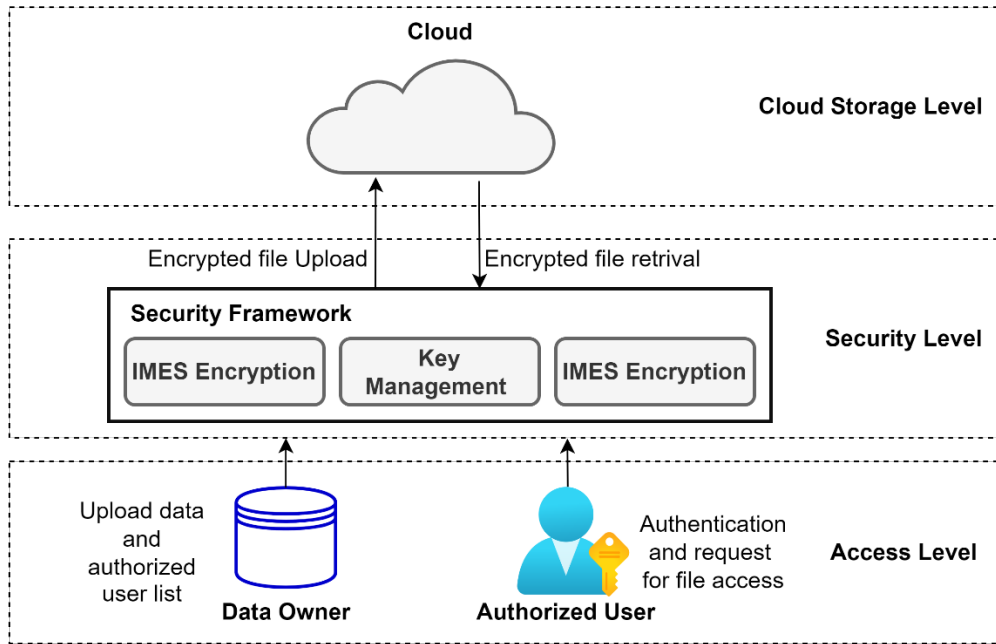 Cloud
Cloud Storage Level
Encrypted file Upload
Encrypted file retrival
Security Framework
IMES Encryption
Key
Management
IMES Encryption
Security Level
Upload data
and
authorized
user list
Data Owner
Authorized User
Authentication
and request
for file access
Access Level